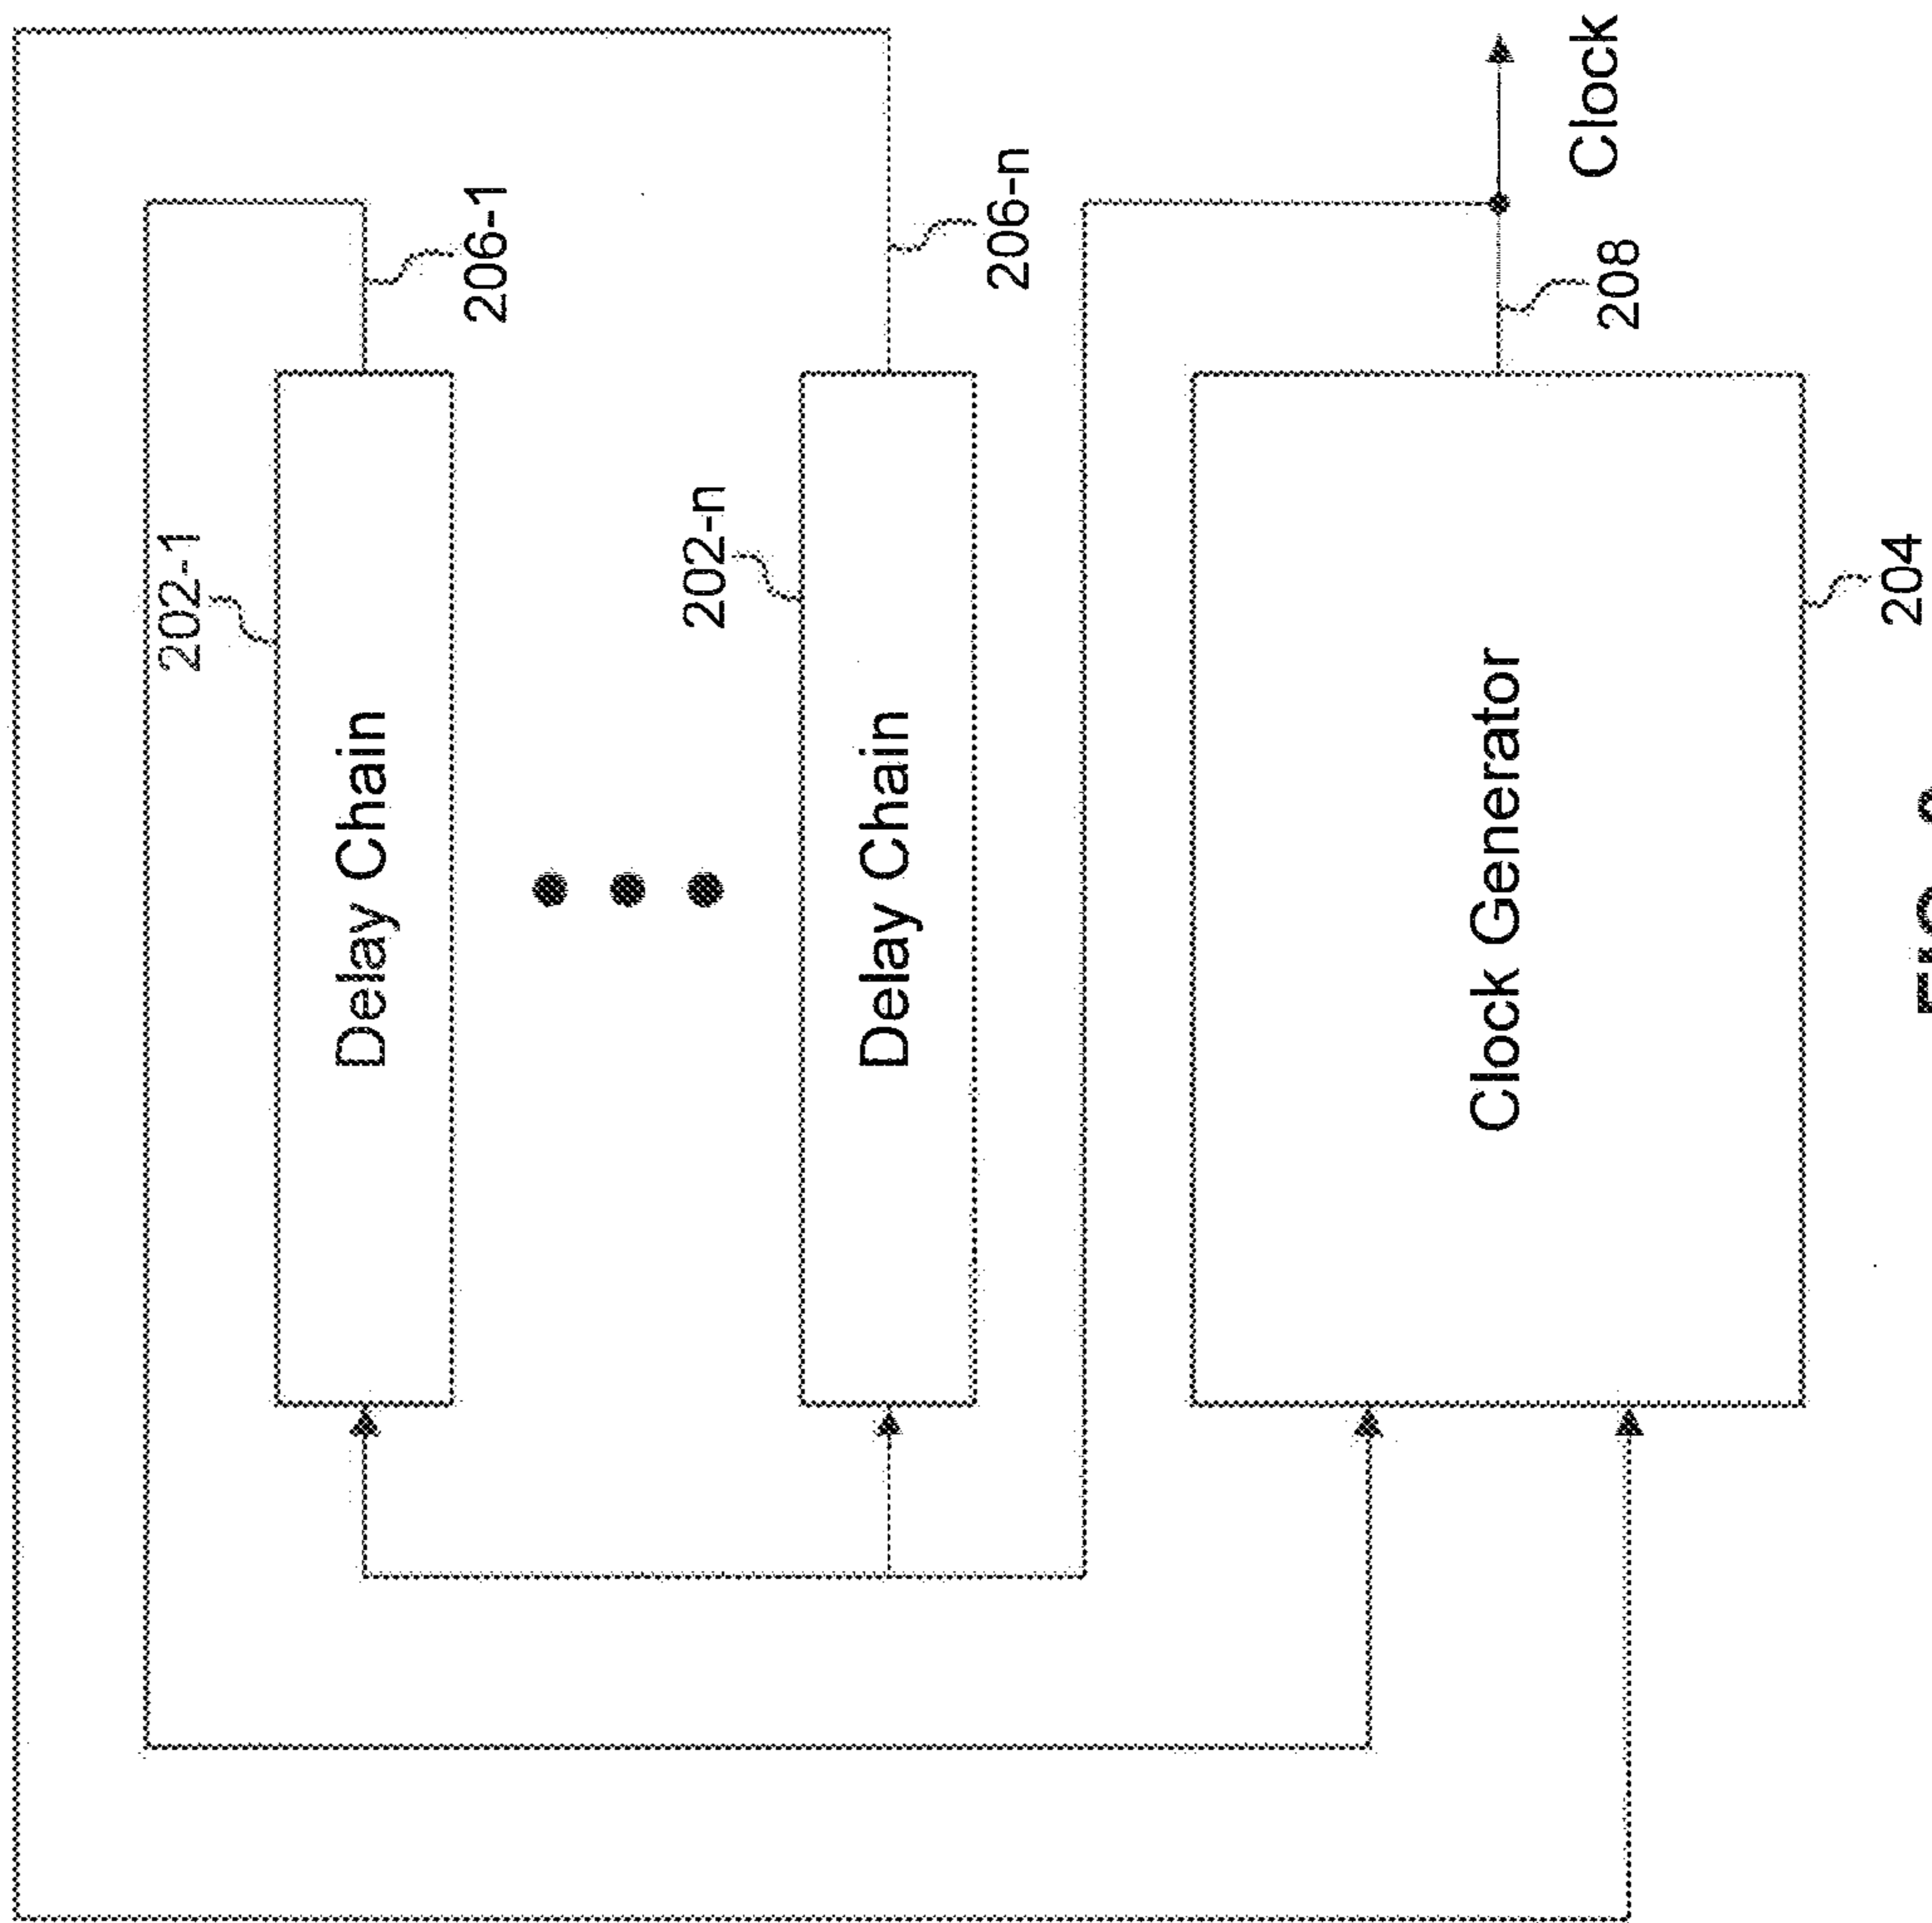 202-1
Delay Chain
206-1
202-n
Delay Chain
206-n
Clock Generator
208
Clock
204